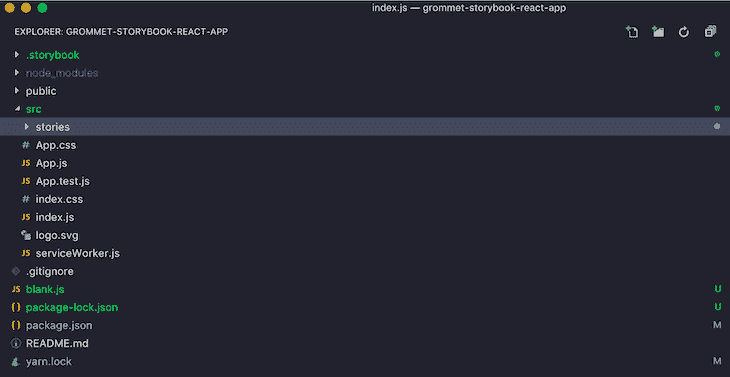 index.js — grommet-storybook-react-app
EXPLORER: GROMMET-STORYBOOK-REACT-APP
.storybook
node_modules
public
src
stories
# App.css
JS App.js
JS App.test.js
# index.css
JS index.js
logo.svg
JS serviceWorker.js
.gitignore
JS blank.js U
{ } package-lock.json U
{ } package.json M
README.md
yarn.lock M